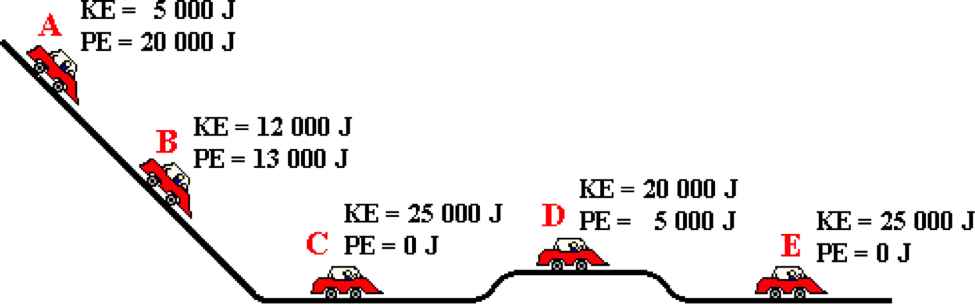 A
KE = 5 000 J
PE = 20 000 J
B
KE = 12 000 J
PE = 13 000 J
C
KE = 25 000 J
PE = 0 J
D
KE = 20 000 J
PE = 5 000 J
E
KE = 25 000 J
PE = 0 J